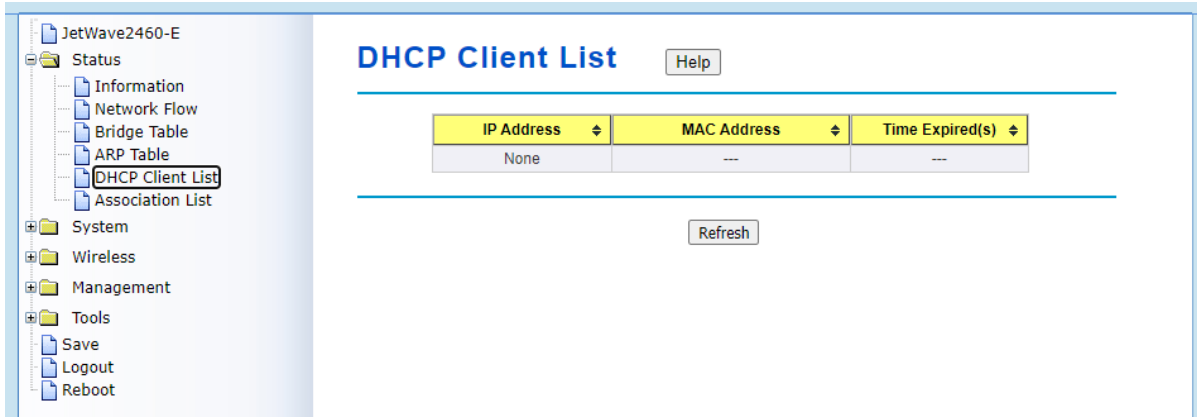 JetWave2460-E
Status
Information
Network Flow
Bridge Table
ARP Table
DHCP Client List
Association List
System
Wireless
Management
Tools
Save
Logout
Reboot
DHCP Client List Help
IP Address MAC Address Time Expired(s)
None --- ---
Refresh